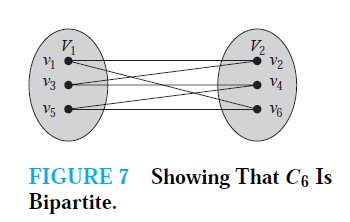 V₁ V₂
v₁ v₂
v₃ v₄
v₅ v₆
FIGURE 7 Showing That C₆ Is
Bipartite.